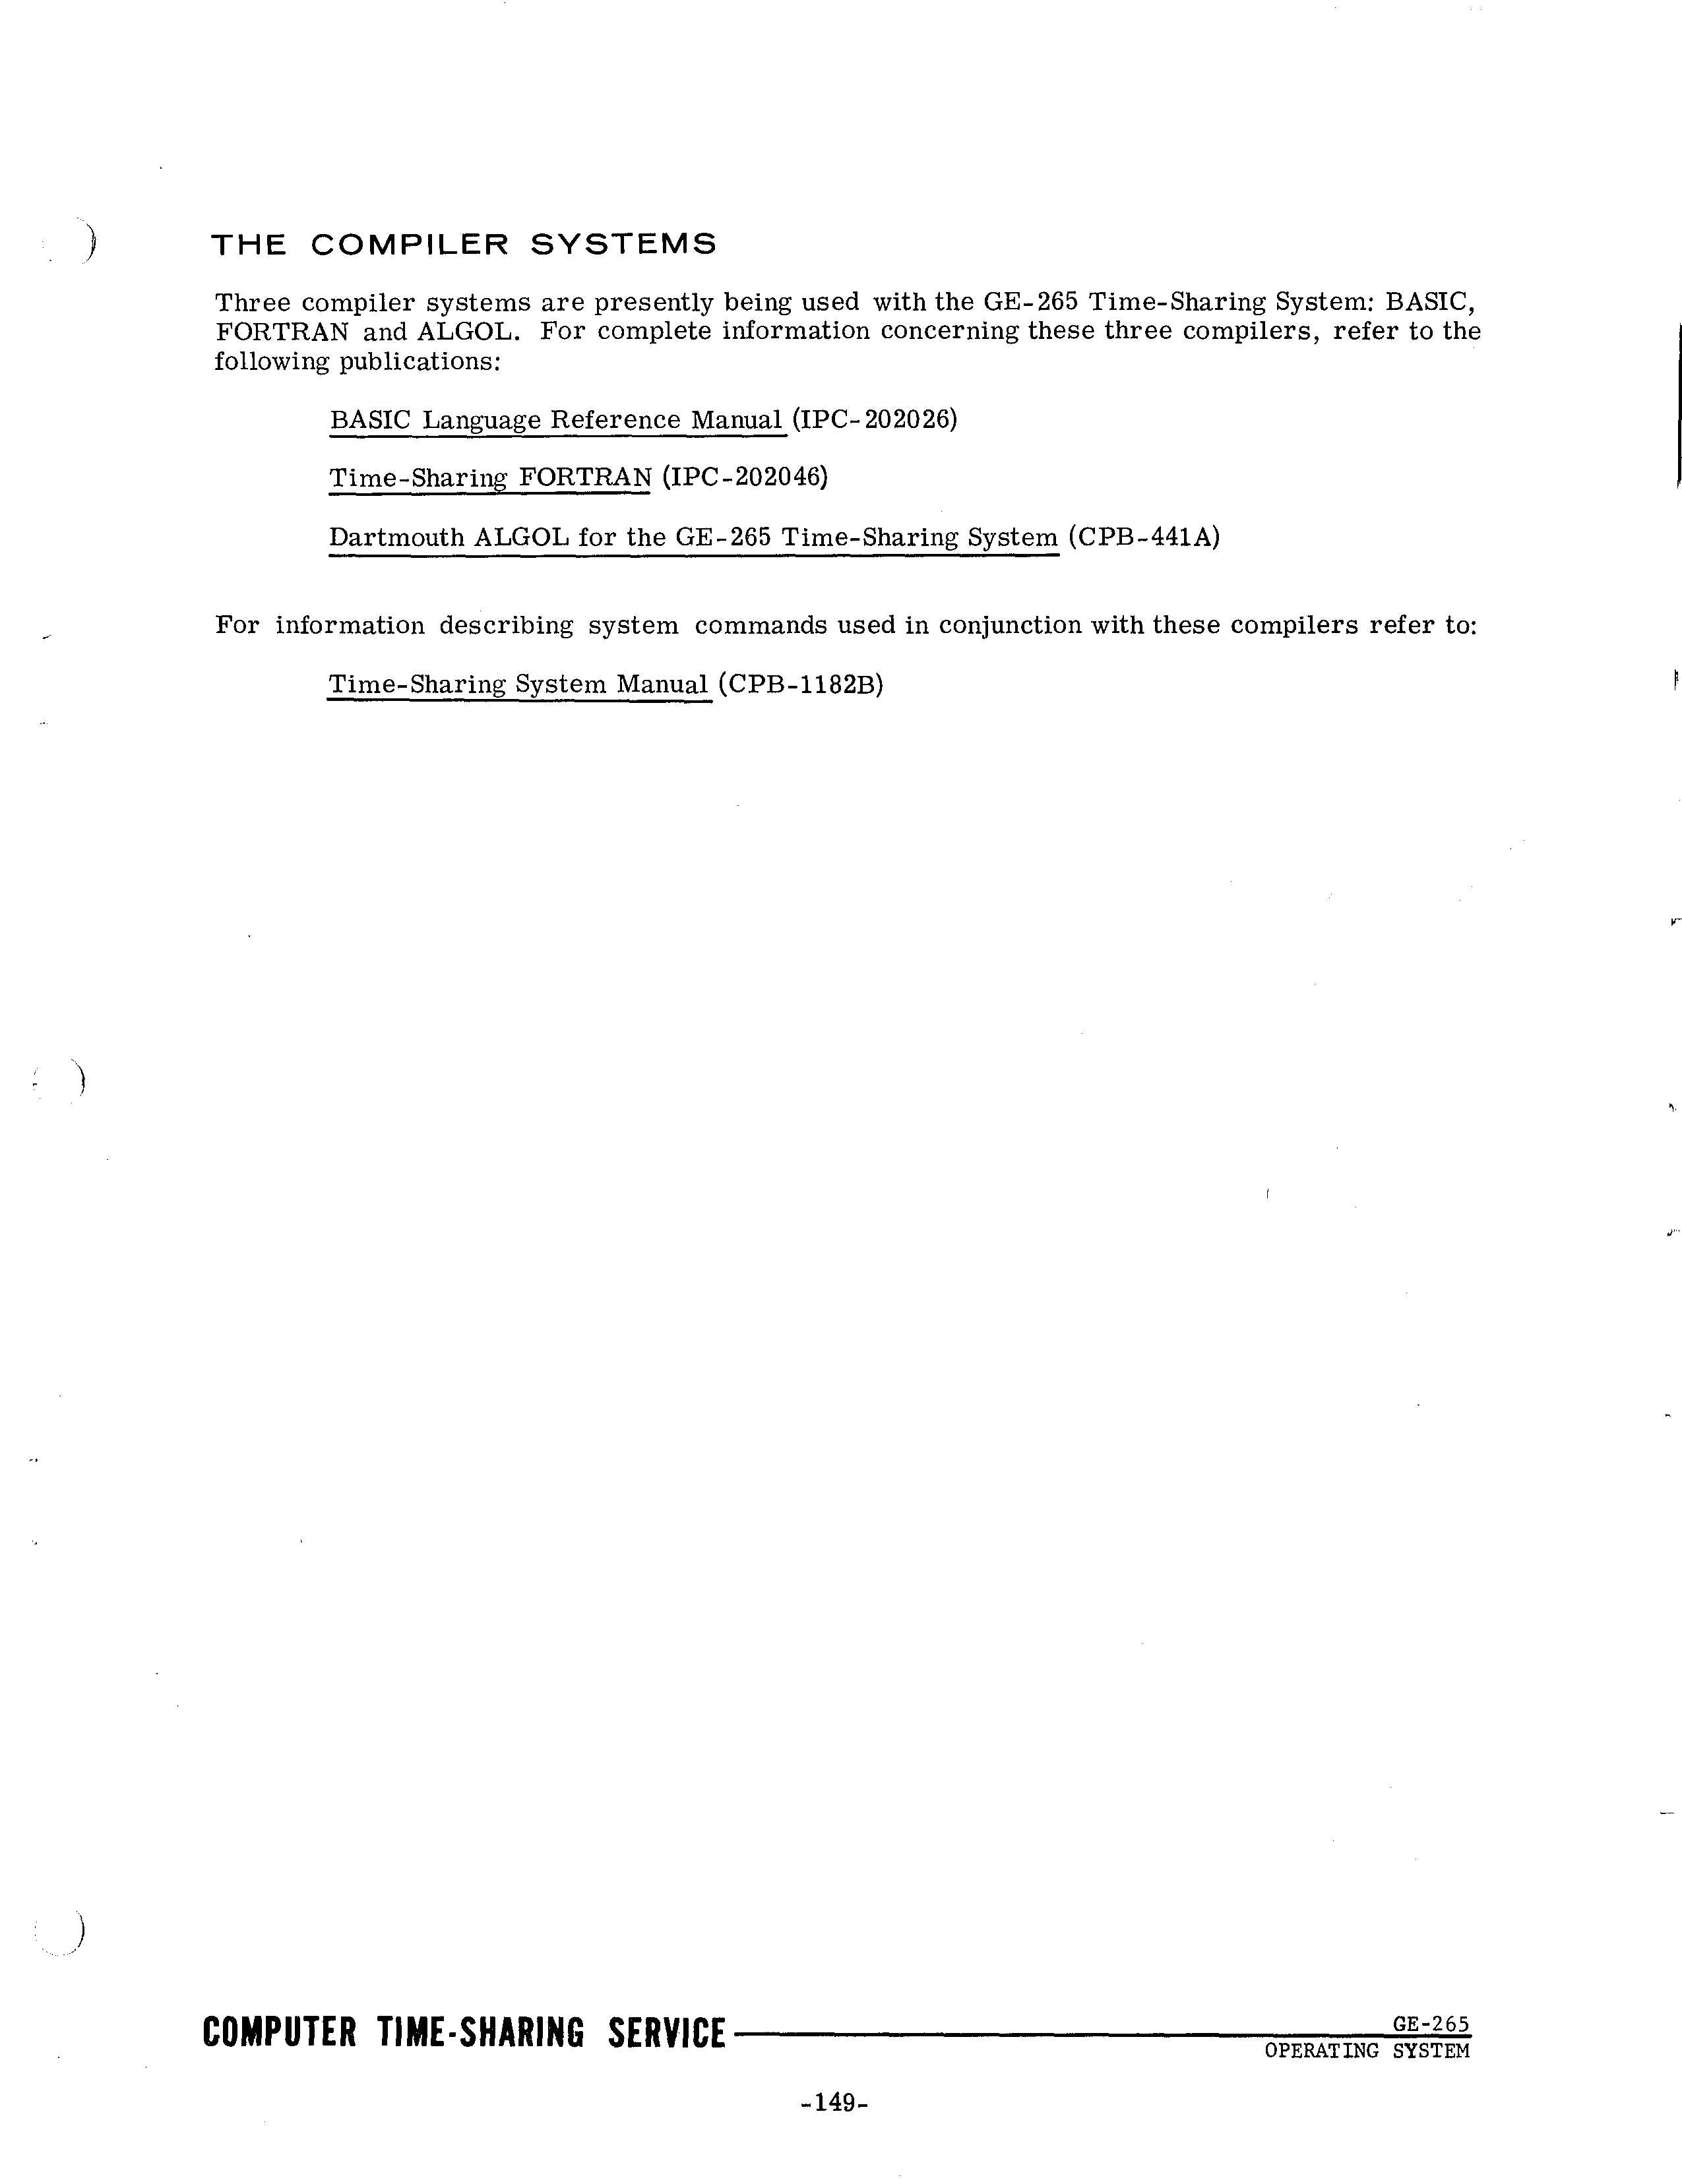 THE COMPILER SYSTEMS
Three compiler systems are presently being used with the GE-265 Time-Sharing System: BASIC,
FORTRAN and ALGOL. For complete information concerning these three compilers, refer to the
following publications:
BASIC Language Reference Manual (IPC-202026)
Time-Sharing FORTRAN (IPC-202046)
Dartmouth ALGOL for the GE-265 Time-Sharing System (CPB-441A)
For information describing system commands used in conjunction with these compilers refer to:
Time-Sharing System Manual (CPB-1182B)
COMPUTER TIME-SHARING SERVICE
GE-265
OPERATING SYSTEM
-149-